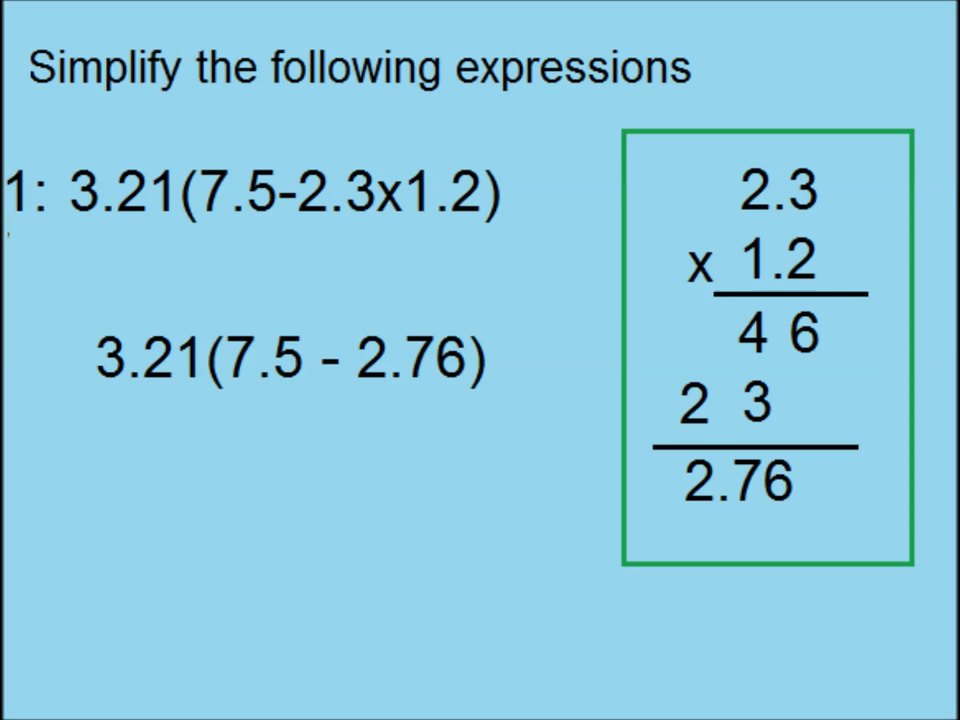 Simplify the following expressions
1: 3.21(7.5-2.3x1.2)
3.21(7.5 - 2.76)
2.3
x 1.2
4 6
2 3
2.76